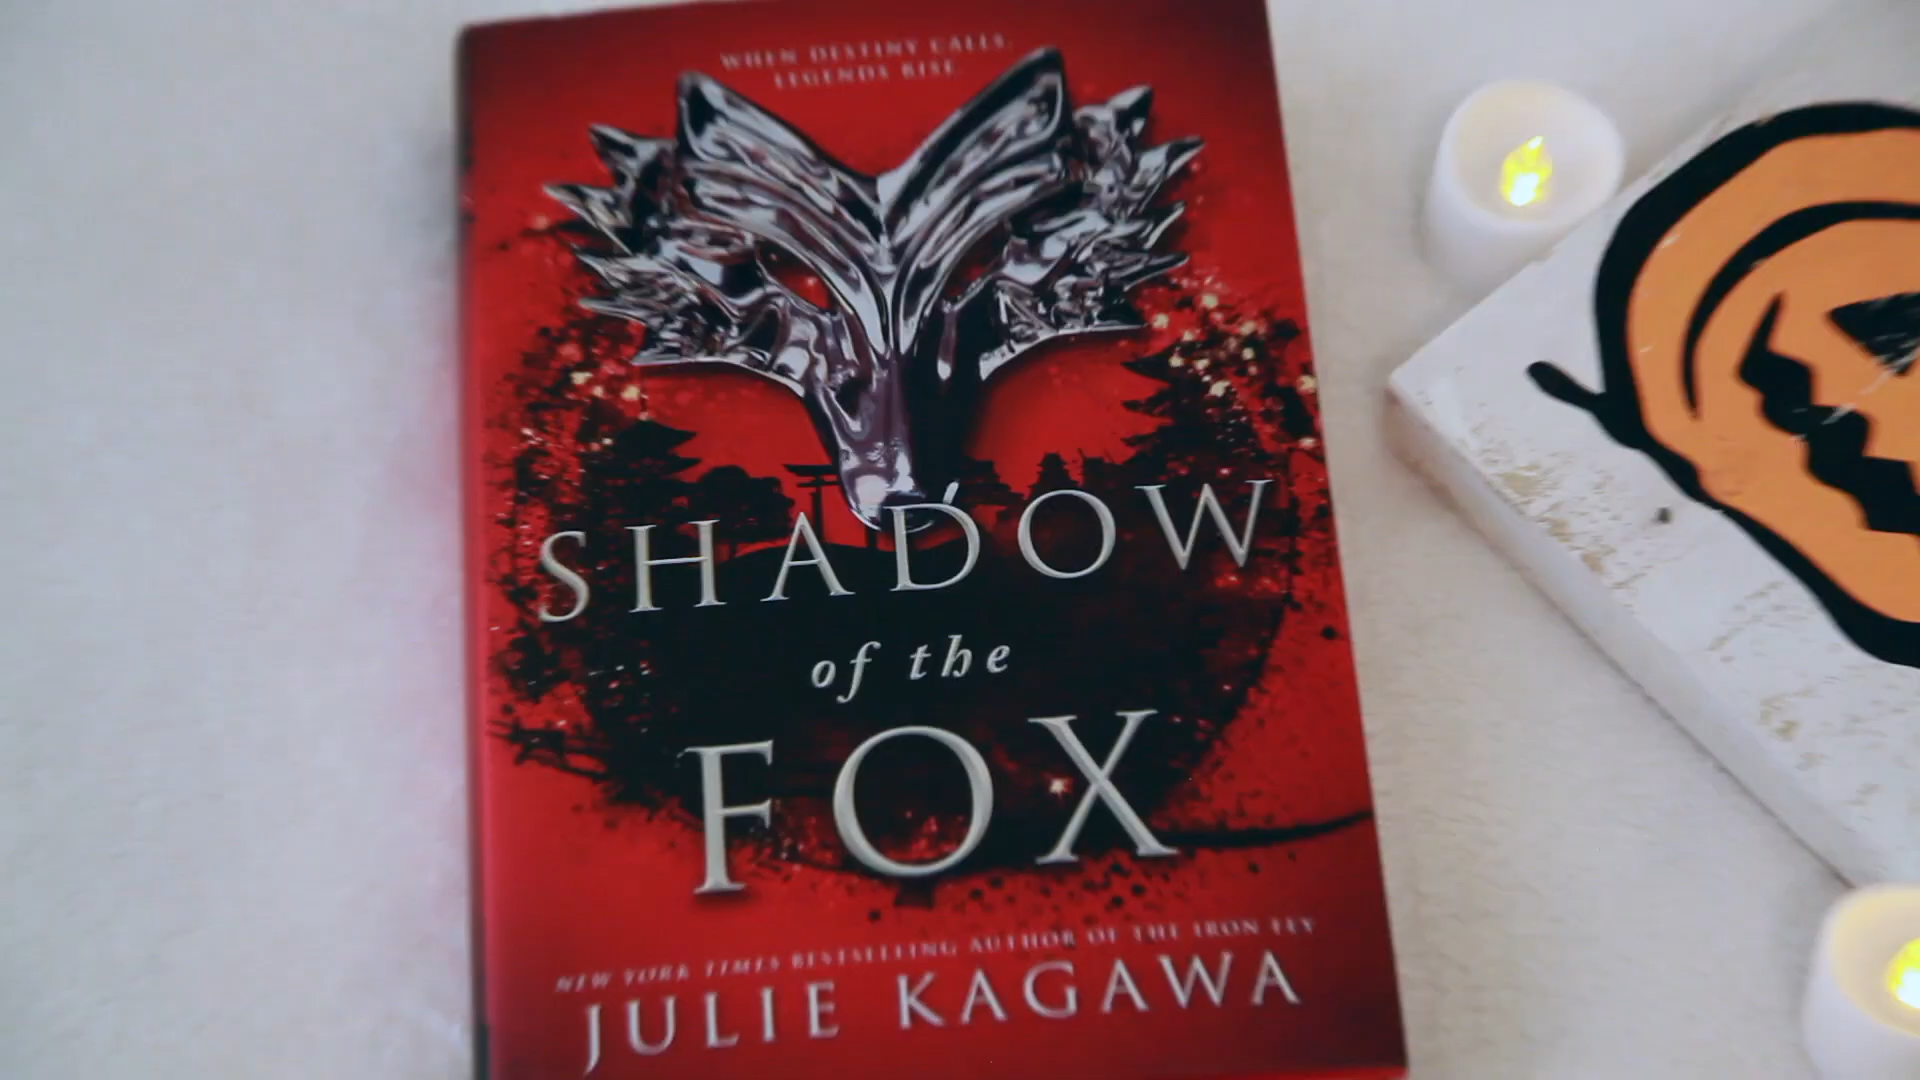 WHEN DESTINY CALLS,
LEGENDS RISE
SHADOW
of the
FOX
NEW YORK TIMES BESTSELLING AUTHOR OF THE IRON FEY
JULIE KAGAWA